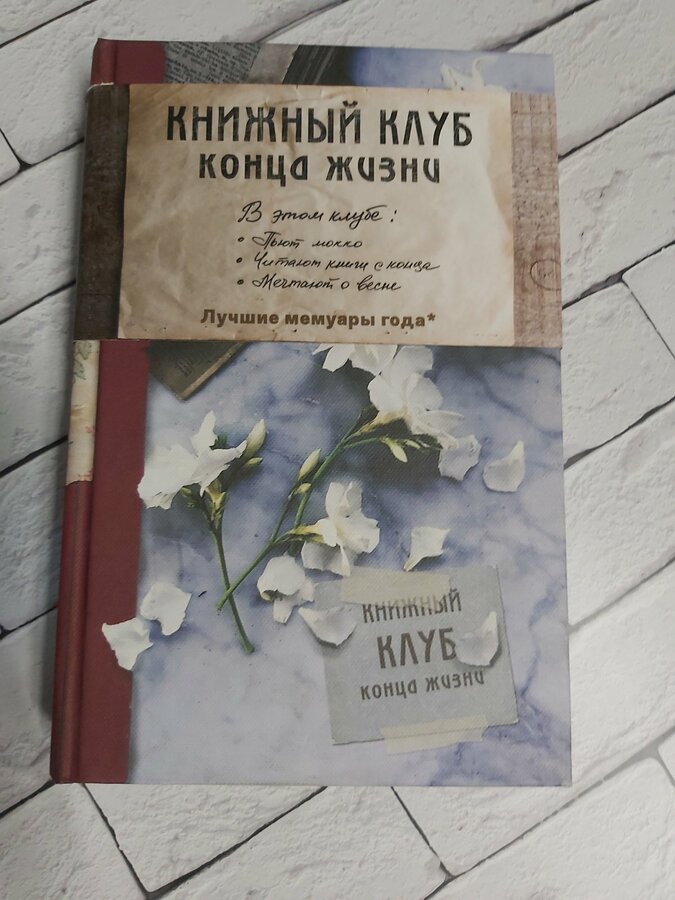 КНИЖНЫЙ КЛУБ
КОНЦА ЖИЗНИ
В этом клубе:
• Пьют мокко
• Читают книги с конца
• Мечтают о весне
Лучшие мемуары года*
КНИЖНЫЙ
КЛУБ
КОНЦА ЖИЗНИ